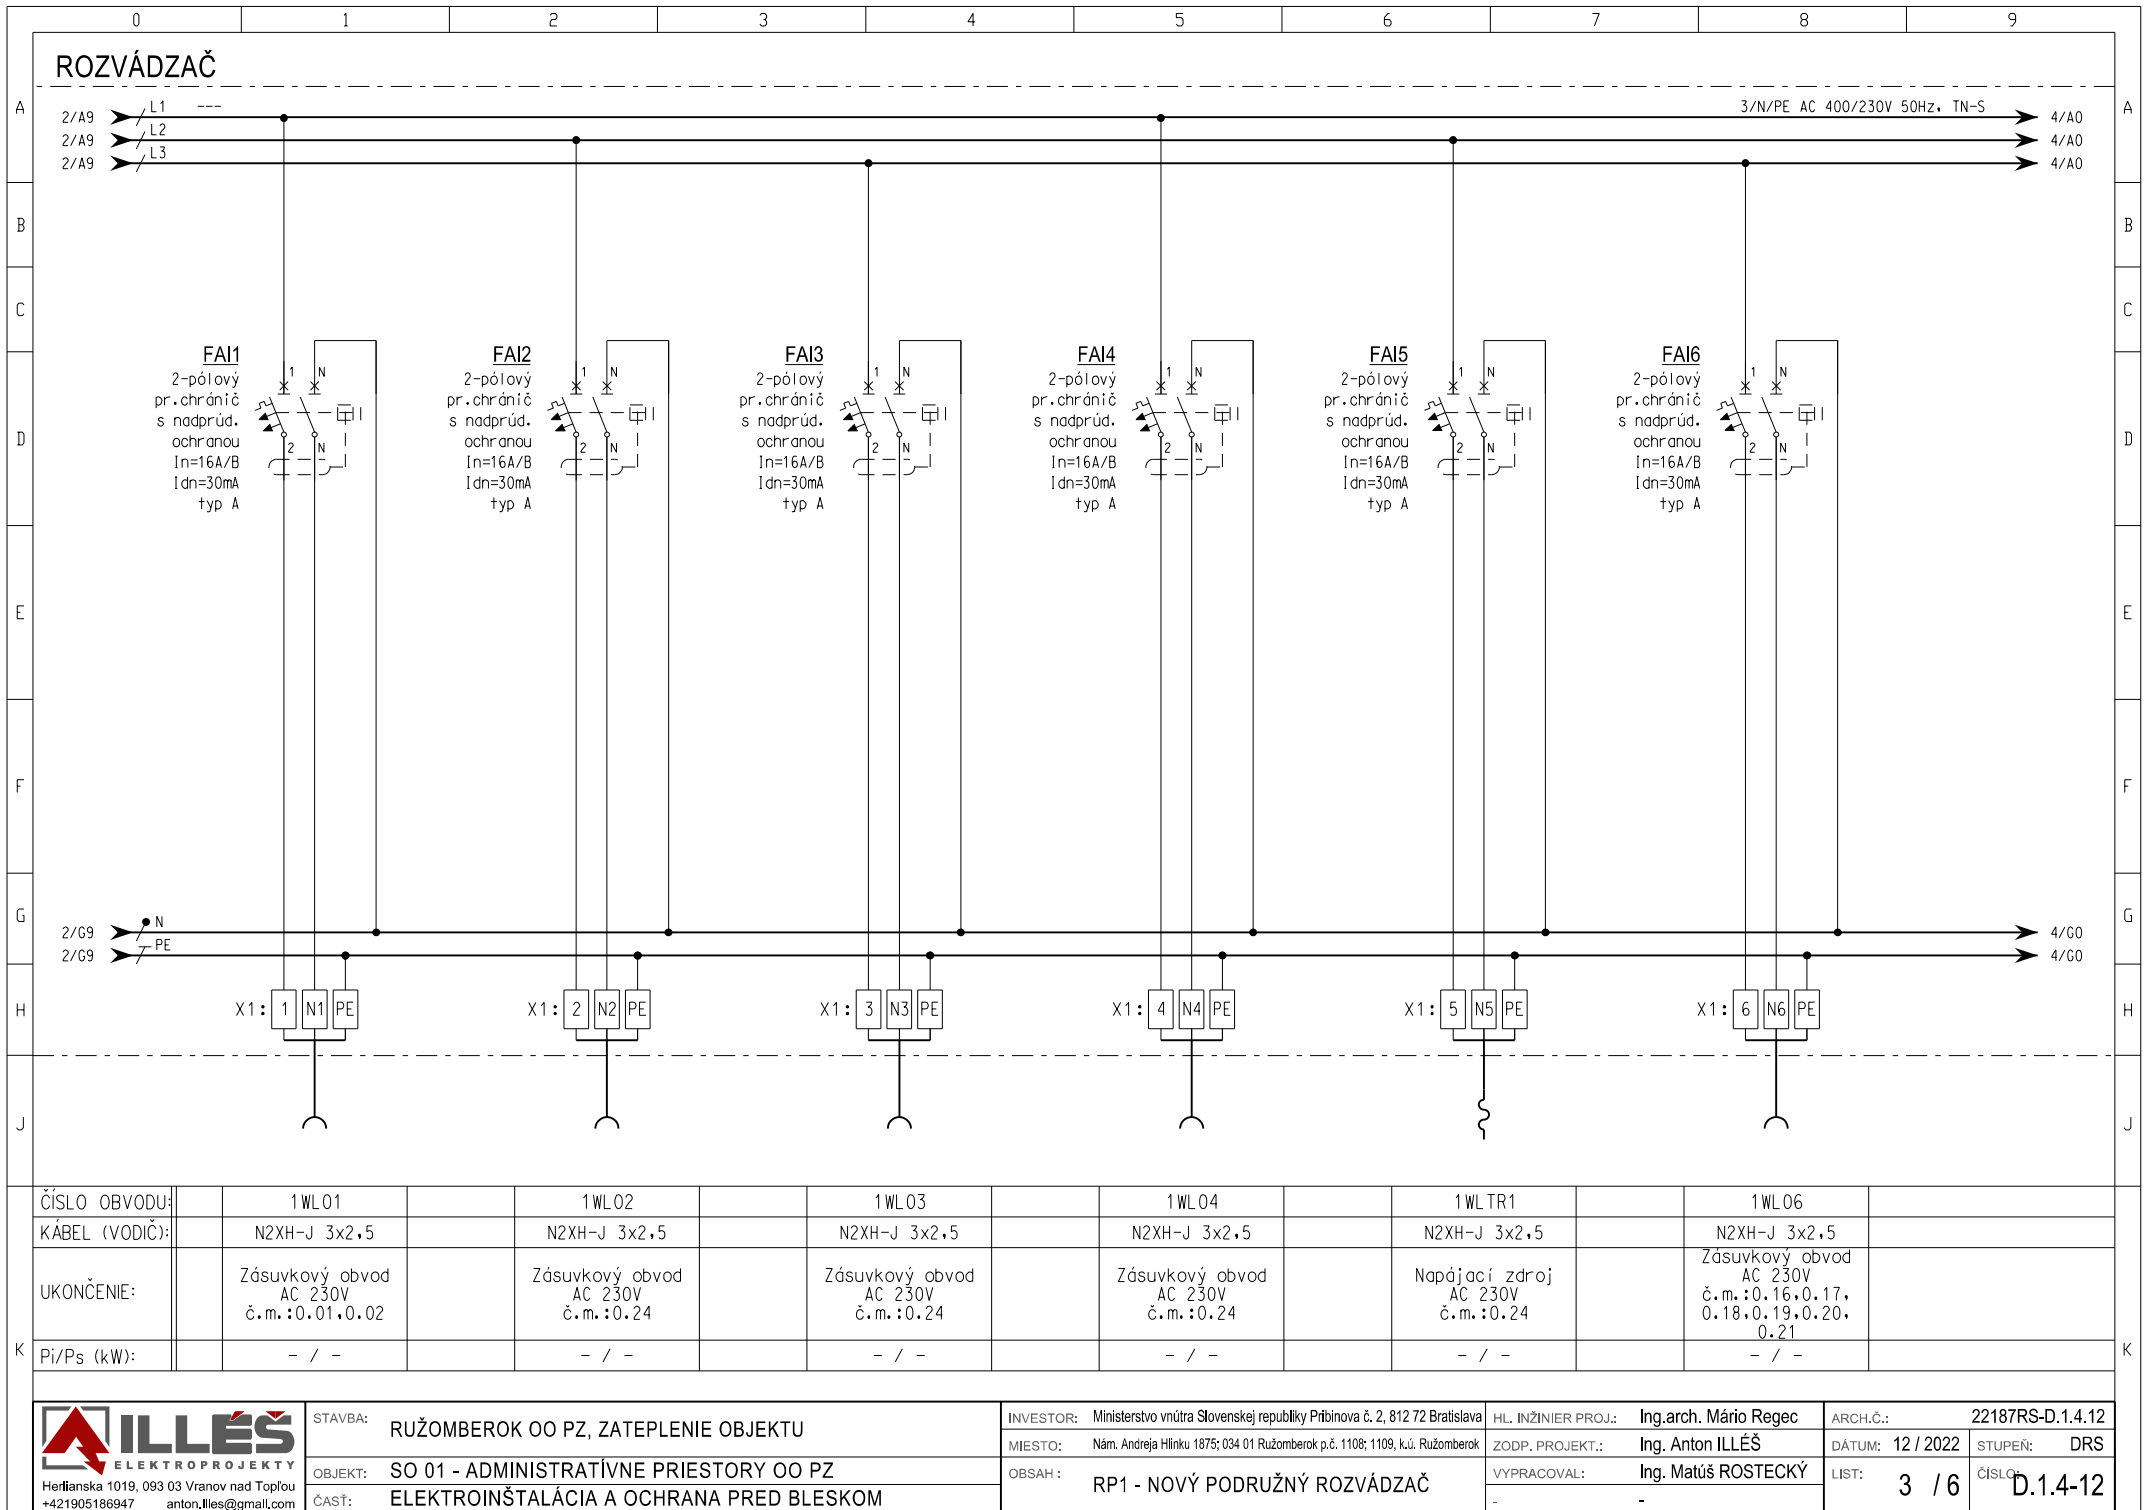 0 1 2 3 4 5 6 7 8 9
ROZVÁDZAČ
A A
2/A9 L1 --- 3/N/PE AC 400/230V 50Hz, TN-S 4/A0
2/A9 L2 4/A0
2/A9 L3 4/A0
B B
C C
FAI1 FAI2 FAI3 FAI4 FAI5 FAI6
1 N 1 N 1 N 1 N 1 N 1 N
2-pólový 2-pólový 2-pólový 2-pólový 2-pólový 2-pólový
pr.chránič pr.chránič pr.chránič pr.chránič pr.chránič pr.chránič
s nadprúd. s nadprúd. s nadprúd. s nadprúd. s nadprúd. s nadprúd.
D ochranou ochranou ochranou ochranou ochranou ochranou D
2 N 2 N 2 N 2 N 2 N 2 N
In=16A/B In=16A/B In=16A/B In=16A/B In=16A/B In=16A/B
Idn=30mA Idn=30mA Idn=30mA Idn=30mA Idn=30mA Idn=30mA
typ A typ A typ A typ A typ A typ A
E E
F F
G G
2/G9 N 4/G0
2/G9 PE 4/G0
H X1: 1 N1 PE X1: 2 N2 PE X1: 3 N3 PE X1: 4 N4 PE X1: 5 N5 PE X1: 6 N6 PE H
J J
ČÍSLO OBVODU: 1WL01 1WL02 1WL03 1WL04 1WLTR1 1WL06
KÁBEL (VODIČ): N2XH-J 3x2,5 N2XH-J 3x2,5 N2XH-J 3x2,5 N2XH-J 3x2,5 N2XH-J 3x2,5 N2XH-J 3x2,5
UKONČENIE:
Zásuvkový obvod
AC 230V
č.m.:0.01,0.02
Zásuvkový obvod
AC 230V
č.m.:0.24
Zásuvkový obvod
AC 230V
č.m.:0.24
Zásuvkový obvod
AC 230V
č.m.:0.24
Napájací zdroj
AC 230V
č.m.:0.24
Zásuvkový obvod
AC 230V
č.m.:0.16,0.17,
0.18,0.19,0.20,
0.21
K Pi/Ps (kW): - / - - / - - / - - / - - / - - / - K
ILLÉŠ
ELEKTROPROJEKTY
Herlianska 1019, 093 03 Vranov nad Topľou
+421905186947 anton.illes@gmail.com
STAVBA: RUŽOMBEROK OO PZ, ZATEPLENIE OBJEKTU
OBJEKT: SO 01 - ADMINISTRATÍVNE PRIESTORY OO PZ
ČASŤ: ELEKTROINŠTALÁCIA A OCHRANA PRED BLESKOM
INVESTOR: Ministerstvo vnútra Slovenskej republiky Pribinova č. 2, 812 72 Bratislava
MIESTO: Nám. Andreja Hlinku 1875; 034 01 Ružomberok p.č. 1108; 1109, k.ú. Ružomberok
OBSAH : RP1 - NOVÝ PODRUŽNÝ ROZVÁDZAČ
HL. INŽINIER PROJ.: Ing.arch. Mário Regec
ZODP. PROJEKT.: Ing. Anton ILLÉŠ
VYPRACOVAL: Ing. Matúš ROSTECKÝ
- -
ARCH.Č.: 22187RS-D.1.4.12
DÁTUM: 12 / 2022 STUPEŇ: DRS
LIST: 3 / 6 ČÍSLO: D.1.4-12